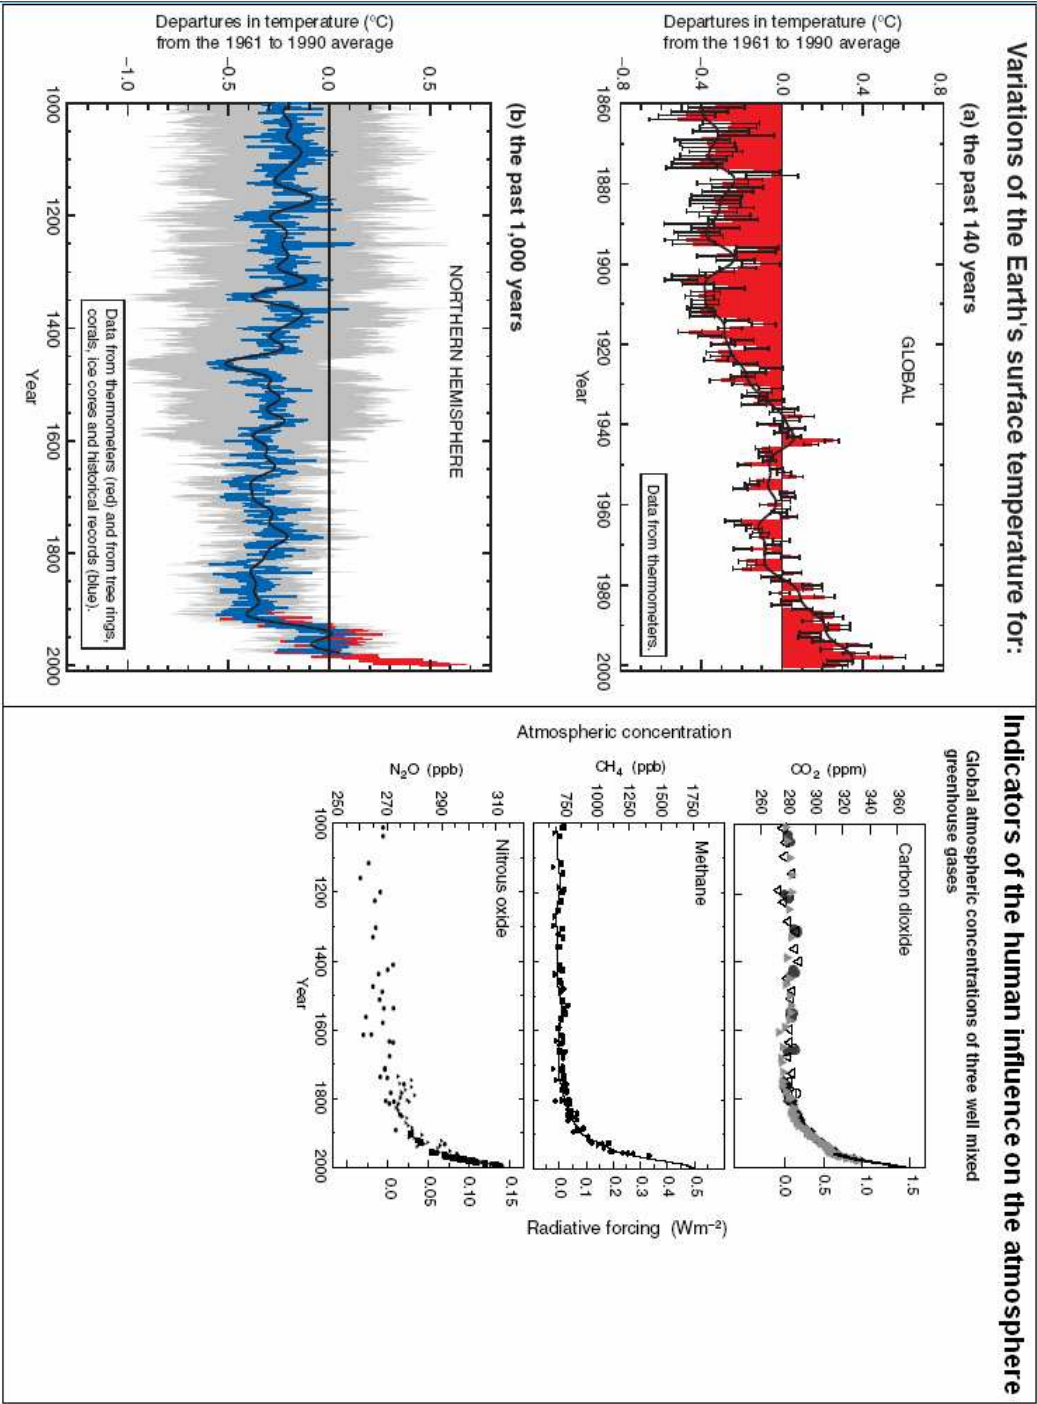 Variations of the Earth's surface temperature for:
(a) the past 140 years
GLOBAL
Departures in temperature (°C)
from the 1961 to 1990 average
0.8
0.4
0.0
−0.4
−0.8
Data from thermometers.
1860 1880 1900 1920 1940 1960 1980 2000
Year
(b) the past 1,000 years
NORTHERN HEMISPHERE
Departures in temperature (°C)
from the 1961 to 1990 average
0.5
0.0
−0.5
−1.0
Data from thermometers (red) and from tree rings,
corals, ice cores and historical records (blue).
1000 1200 1400 1600 1800 2000
Year
Indicators of the human influence on the atmosphere
Global atmospheric concentrations of three well mixed
greenhouse gases
Atmospheric concentration
Radiative forcing (Wm−2)
Carbon dioxide
CO2 (ppm)
360
340
320
300
280
260
1.5
1.0
0.5
0.0
Methane
CH4 (ppb)
1750
1500
1250
1000
750
0.5
0.4
0.3
0.2
0.1
0.0
Nitrous oxide
N2O (ppb)
310
290
270
250
0.15
0.10
0.05
0.0
1000 1200 1400 1600 1800 2000
Year